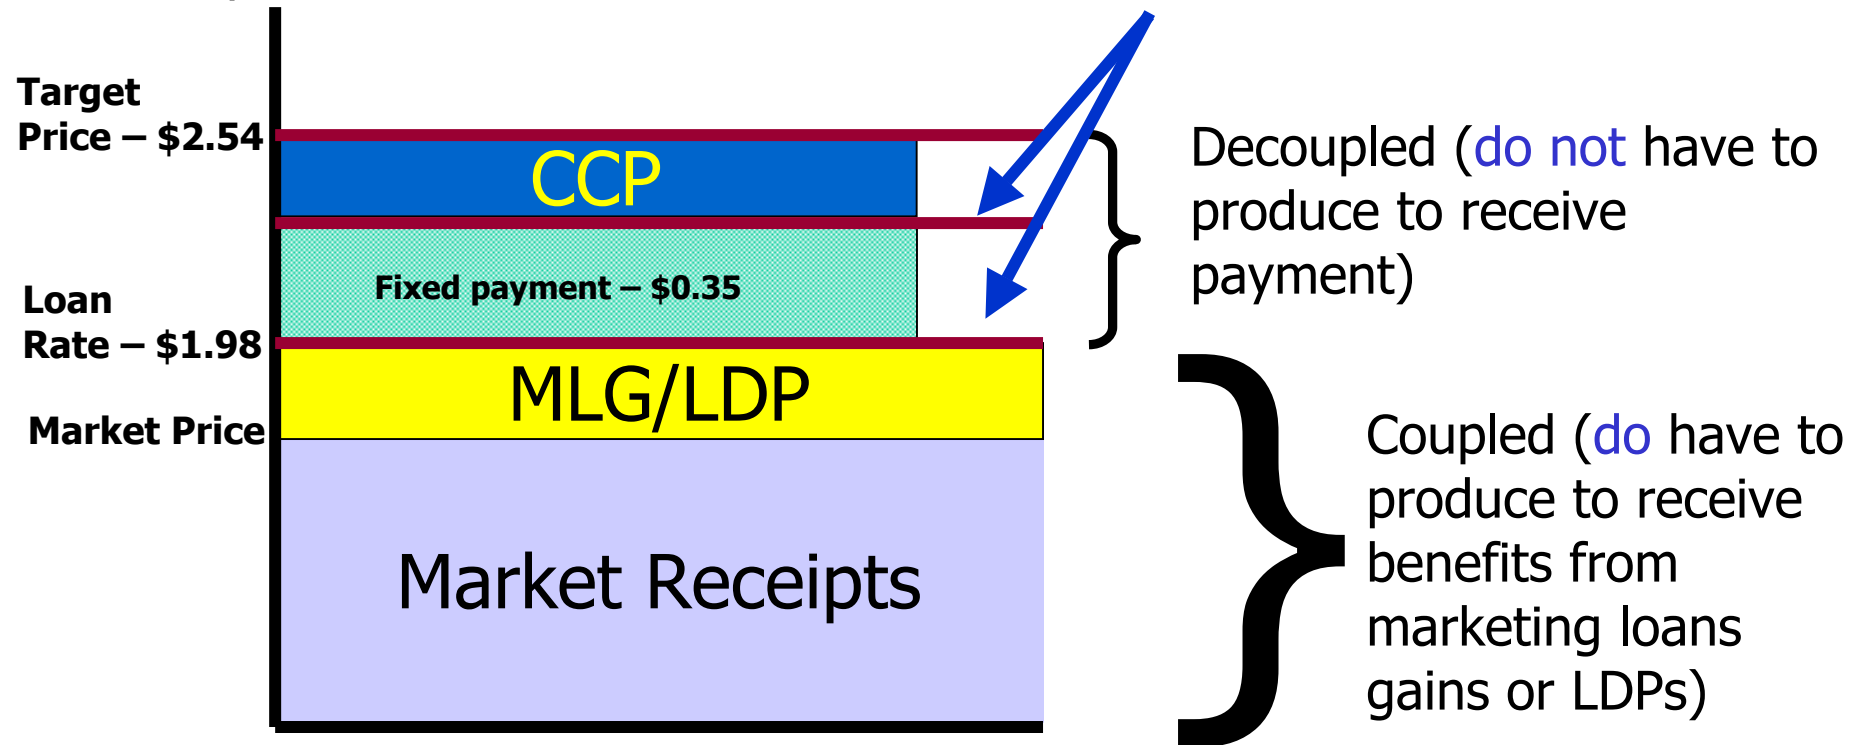 Target
Price – $2.54
CCP
Decoupled (do not have to
produce to receive
payment)
Fixed payment – $0.35
Loan
Rate – $1.98
MLG/LDP
Market Price
Coupled (do have to
produce to receive
benefits from
marketing loans
gains or LDPs)
Market Receipts